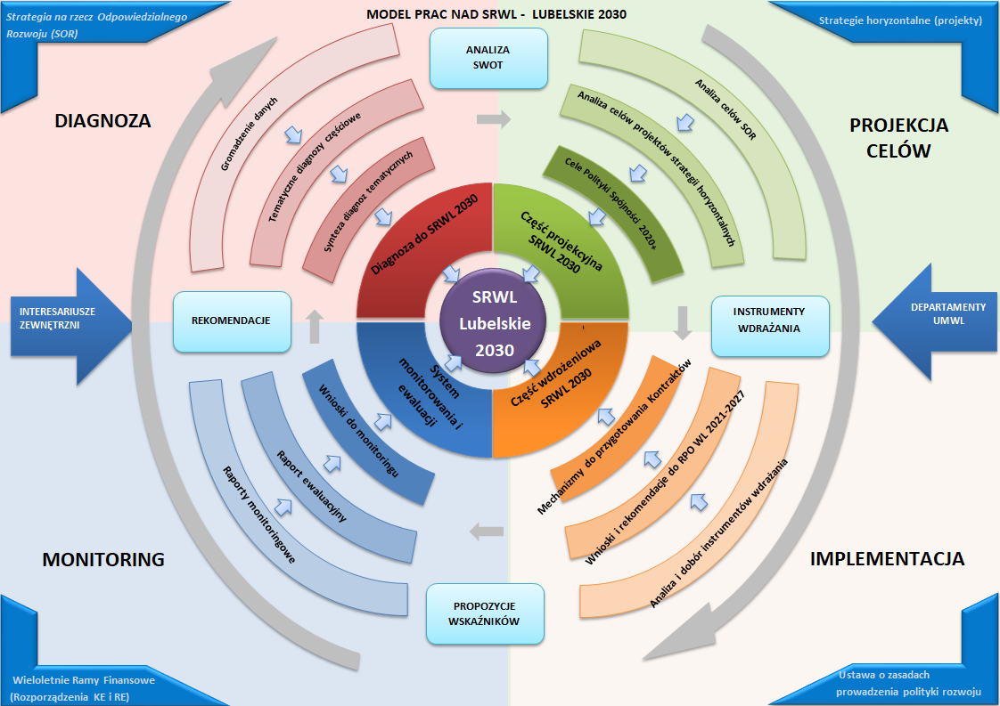 MODEL PRAC NAD SRWL - LUBELSKIE 2030
Strategia na rzecz Odpowiedzialnego
Rozwoju (SOR)
Strategie horyzontalne (projekty)
DIAGNOZA
Gromadzenie danych
Tematyczne diagnozy częściowe
Synteza diagnoz tematycznych
Diagnoza do SRWL 2030
ANALIZA
SWOT
PROJEKCJA
CELÓW
Analiza celów SOR
Analiza celów projektów strategii horyzontalnych
Cele Polityki Spójności 2020+
Część projekcyjna
SRWL 2030
INTERESARIUSZE
ZEWNĘTRZNI
REKOMENDACJE
SRWL
Lubelskie
2030
INSTRUMENTY
WDRAŻANIA
DEPARTAMENTY
UMWL
System
monitorowania i
ewaluacji
Wnioski do monitoringu
Raport ewaluacyjny
Raporty monitoringowe
MONITORING
Część wdrożeniowa
SRWL 2030
Mechanizmy do przygotowania Kontraktów
Wnioski i rekomendacje do RPO WL 2021-2027
Analiza i dobór instrumentów wdrażania
IMPLEMENTACJA
PROPOZYCJE
WSKAŹNIKÓW
Wieloletnie Ramy Finansowe
(Rozporządzenia KE i RE)
Ustawa o zasadach
prowadzenia polityki rozwoju